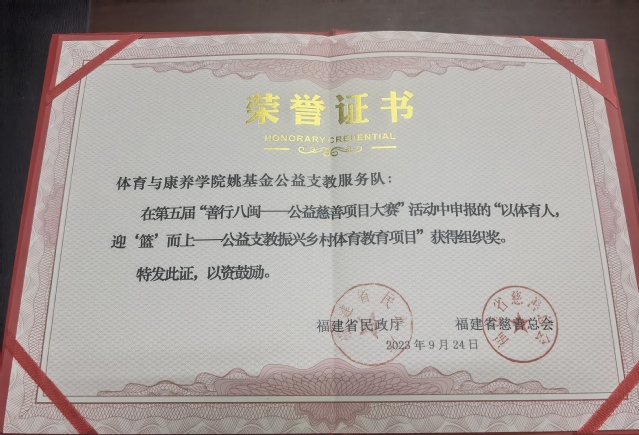 荣誉证书
HONORARY CREDENTIAL
体育与康养学院姚基金公益支教服务队：
在第五届“善行八闽——公益慈善项目大赛”活动中申报的“以体育人，
迎‘篮’而上——公益支教振兴乡村体育教育项目”获得组织奖。
特发此证，以资鼓励。
福建省民政厅 福建省慈善总会
2023年9月24日